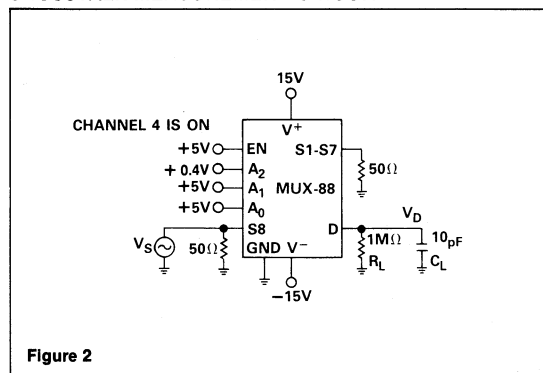 15V
CHANNEL 4 IS ON
V+
+5V EN S1-S7
+ 0.4V A2 50Ω
+5V A1 MUX-88
+5V A0 VD
S8 D
VS 50Ω 1MΩ 10pF
GND V− RL CL
−15V
Figure 2